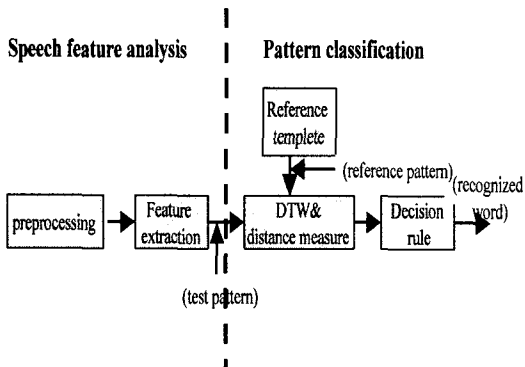 Speech feature analysis
Pattern classification
Reference
templete
(reference pattern)
(recognized
word)
preprocessing
Feature
extraction
DTW&
distance measure
Decision
rule
(test pattern)